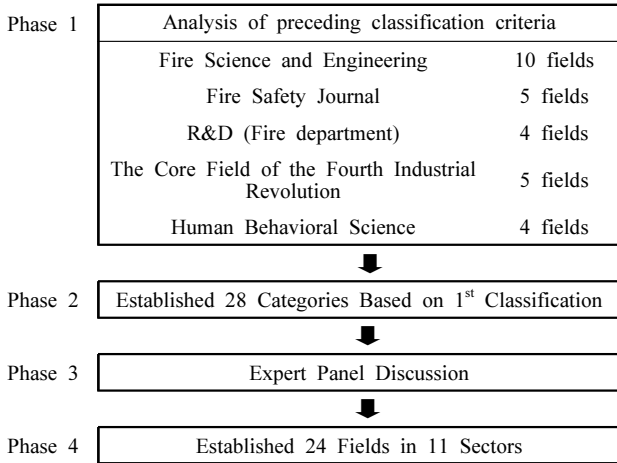 Phase 1 Analysis of preceding classification criteria
Fire Science and Engineering 10 fields
Fire Safety Journal 5 fields
R&D (Fire department) 4 fields
The Core Field of the Fourth Industrial
Revolution 5 fields
Human Behavioral Science 4 fields
Phase 2 Established 28 Categories Based on 1st Classification
Phase 3 Expert Panel Discussion
Phase 4 Established 24 Fields in 11 Sectors